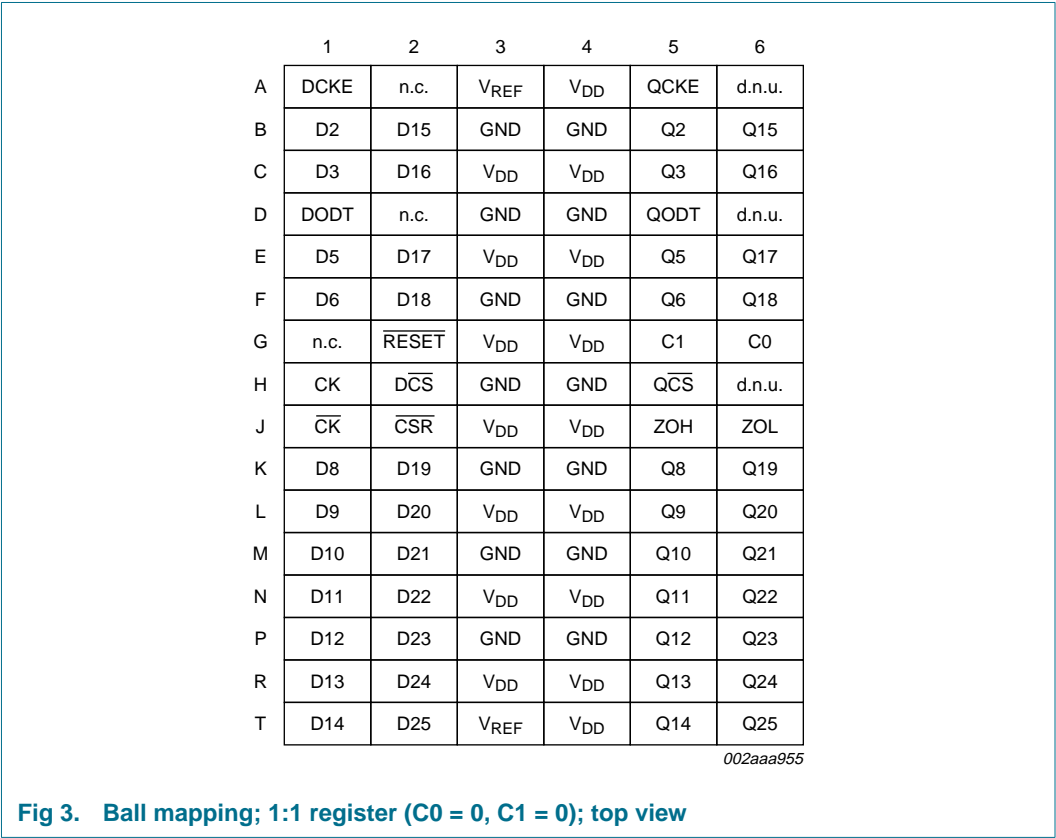 1 2 3 4 5 6
A DCKE n.c. VREF VDD QCKE d.n.u.
B D2 D15 GND GND Q2 Q15
C D3 D16 VDD VDD Q3 Q16
D DODT n.c. GND GND QODT d.n.u.
E D5 D17 VDD VDD Q5 Q17
F D6 D18 GND GND Q6 Q18
G n.c. R̅E̅S̅E̅T̅ VDD VDD C1 C0
H CK DC̅S̅ GND GND QC̅S̅ d.n.u.
J C̅K̅ C̅S̅R̅ VDD VDD ZOH ZOL
K D8 D19 GND GND Q8 Q19
L D9 D20 VDD VDD Q9 Q20
M D10 D21 GND GND Q10 Q21
N D11 D22 VDD VDD Q11 Q22
P D12 D23 GND GND Q12 Q23
R D13 D24 VDD VDD Q13 Q24
T D14 D25 VREF VDD Q14 Q25
002aaa955
Fig 3. Ball mapping; 1:1 register (C0 = 0, C1 = 0); top view